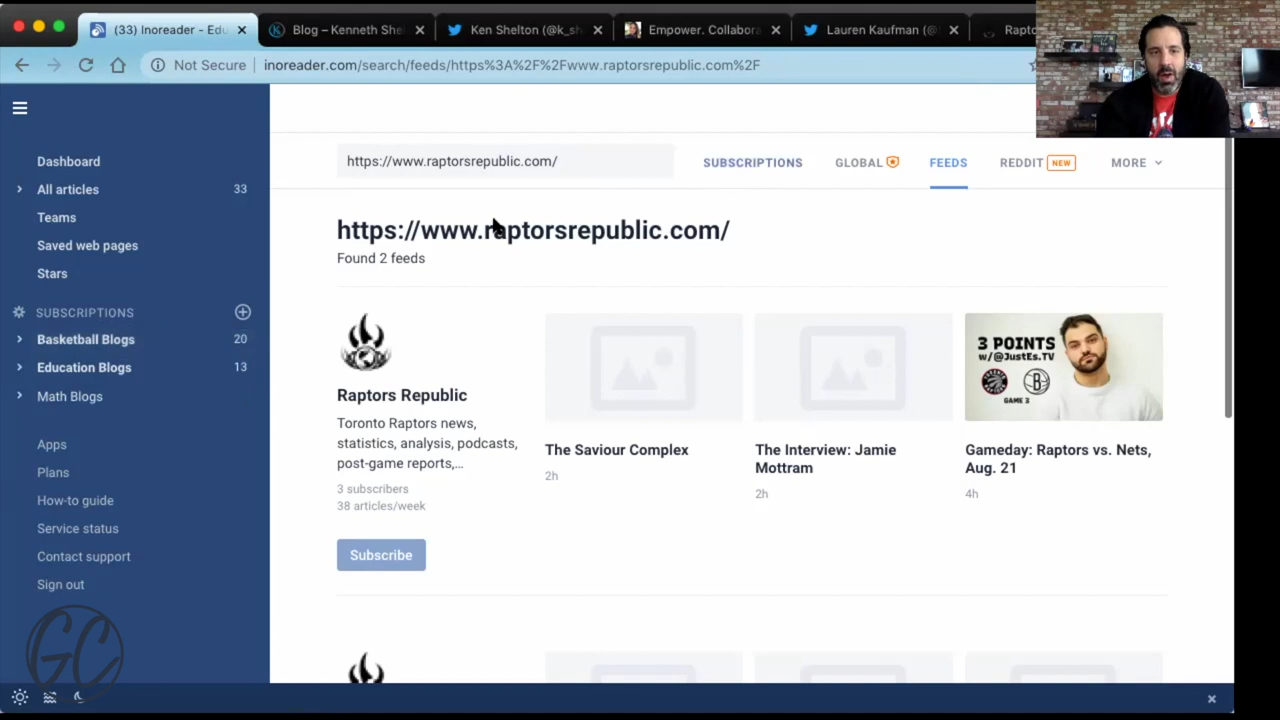 (33) Inoreader - Edu
Blog – Kenneth She
Ken Shelton (@k_sh
Empower. Collabora
Lauren Kaufman (@
Rapto
Not Secure
inoreader.com/search/feeds/https%3A%2F%2Fwww.raptorsrepublic.com%2F
Dashboard
All articles 33
Teams
Saved web pages
Stars
SUBSCRIPTIONS
Basketball Blogs 20
Education Blogs 13
Math Blogs
Apps
Plans
How-to guide
Service status
Contact support
Sign out
GC
https://www.raptorsrepublic.com/
SUBSCRIPTIONS
GLOBAL
FEEDS
REDDIT NEW
MORE
https://www.raptorsrepublic.com/
Found 2 feeds
Raptors Republic
Toronto Raptors news,
statistics, analysis, podcasts,
post-game reports,...
3 subscribers
38 articles/week
Subscribe
The Saviour Complex
2h
The Interview: Jamie
Mottram
2h
3 POINTS
w/@JustEs.TV
GAME 3
Gameday: Raptors vs. Nets,
Aug. 21
4h